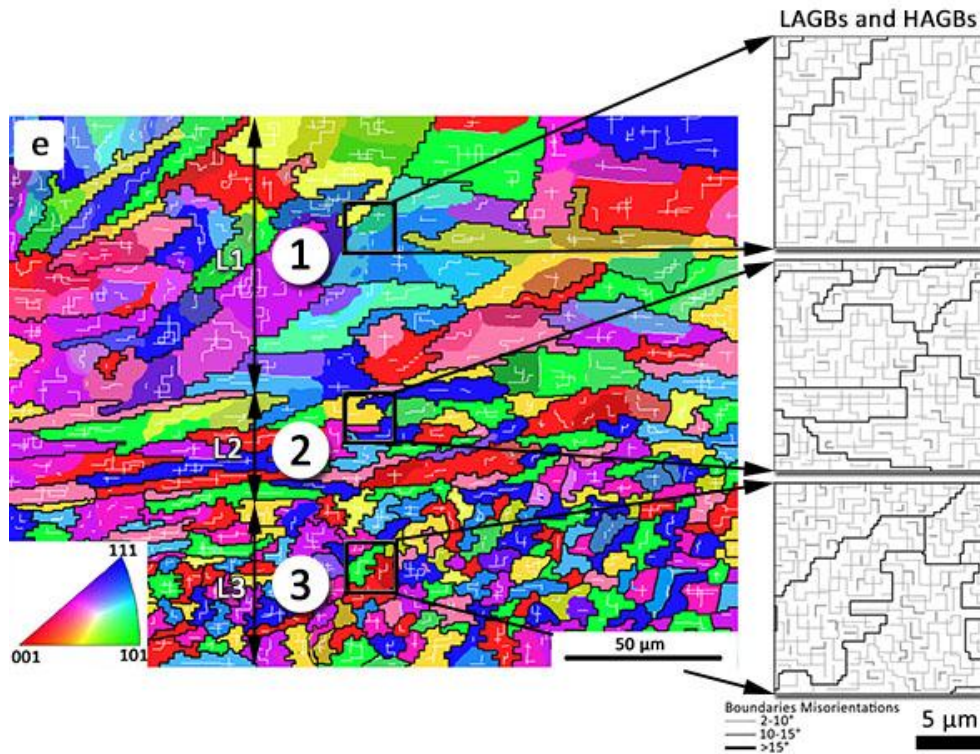 LAGBs and HAGBs
e
L1
1
L2
2
L3
3
111
001
101
50 µm
Boundaries Misorientations
2-10°
10-15°
>15°
5 µm